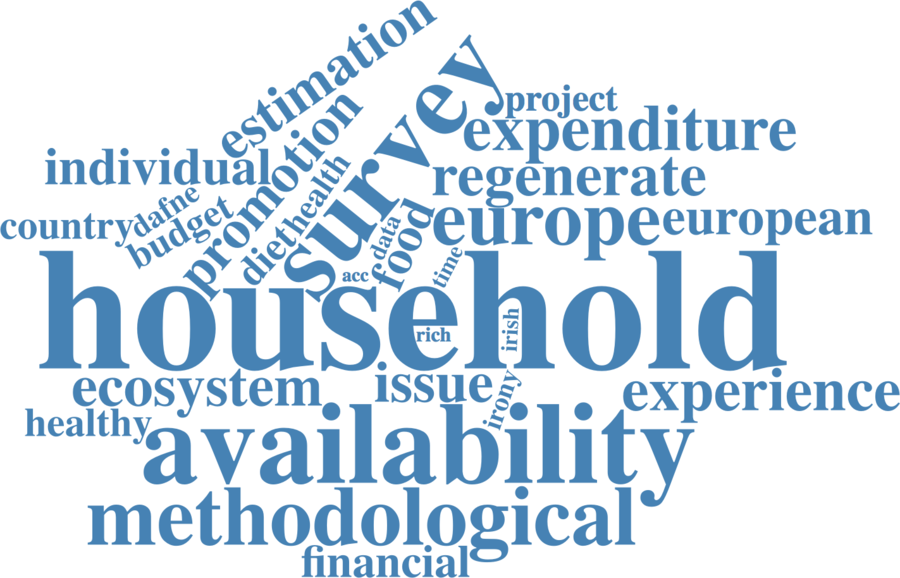 estimation
survey
project
expenditure
promotion
individual
regenerate
health
diet
dafne
budget
country
data
food
europe
european
time
acc
household
rich
irish
ecosystem
issue
irony
experience
healthy
availability
methodological
financial